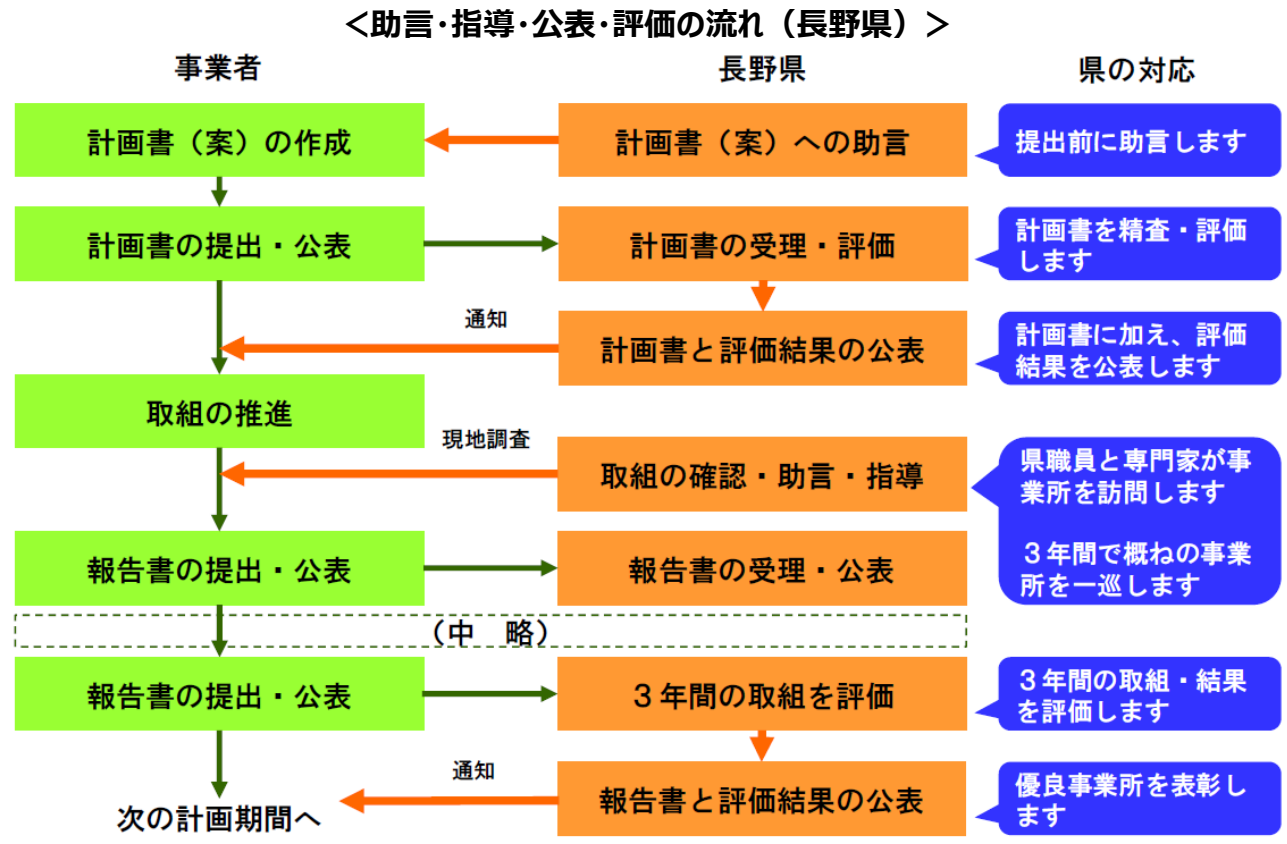 ＜助言・指導・公表・評価の流れ（長野県）＞
事業者
長野県
県の対応
計画書（案）の作成
計画書（案）への助言
提出前に助言します
計画書の提出・公表
計画書の受理・評価
計画書を精査・評価
します
通知
計画書と評価結果の公表
計画書に加え、評価
結果を公表します
取組の推進
現地調査
取組の確認・助言・指導
県職員と専門家が事
業所を訪問します
３年間で概ねの事業
所を一巡します
報告書の提出・公表
報告書の受理・公表
（中　略）
報告書の提出・公表
３年間の取組を評価
３年間の取組・結果
を評価します
通知
報告書と評価結果の公表
優良事業所を表彰し
ます
次の計画期間へ